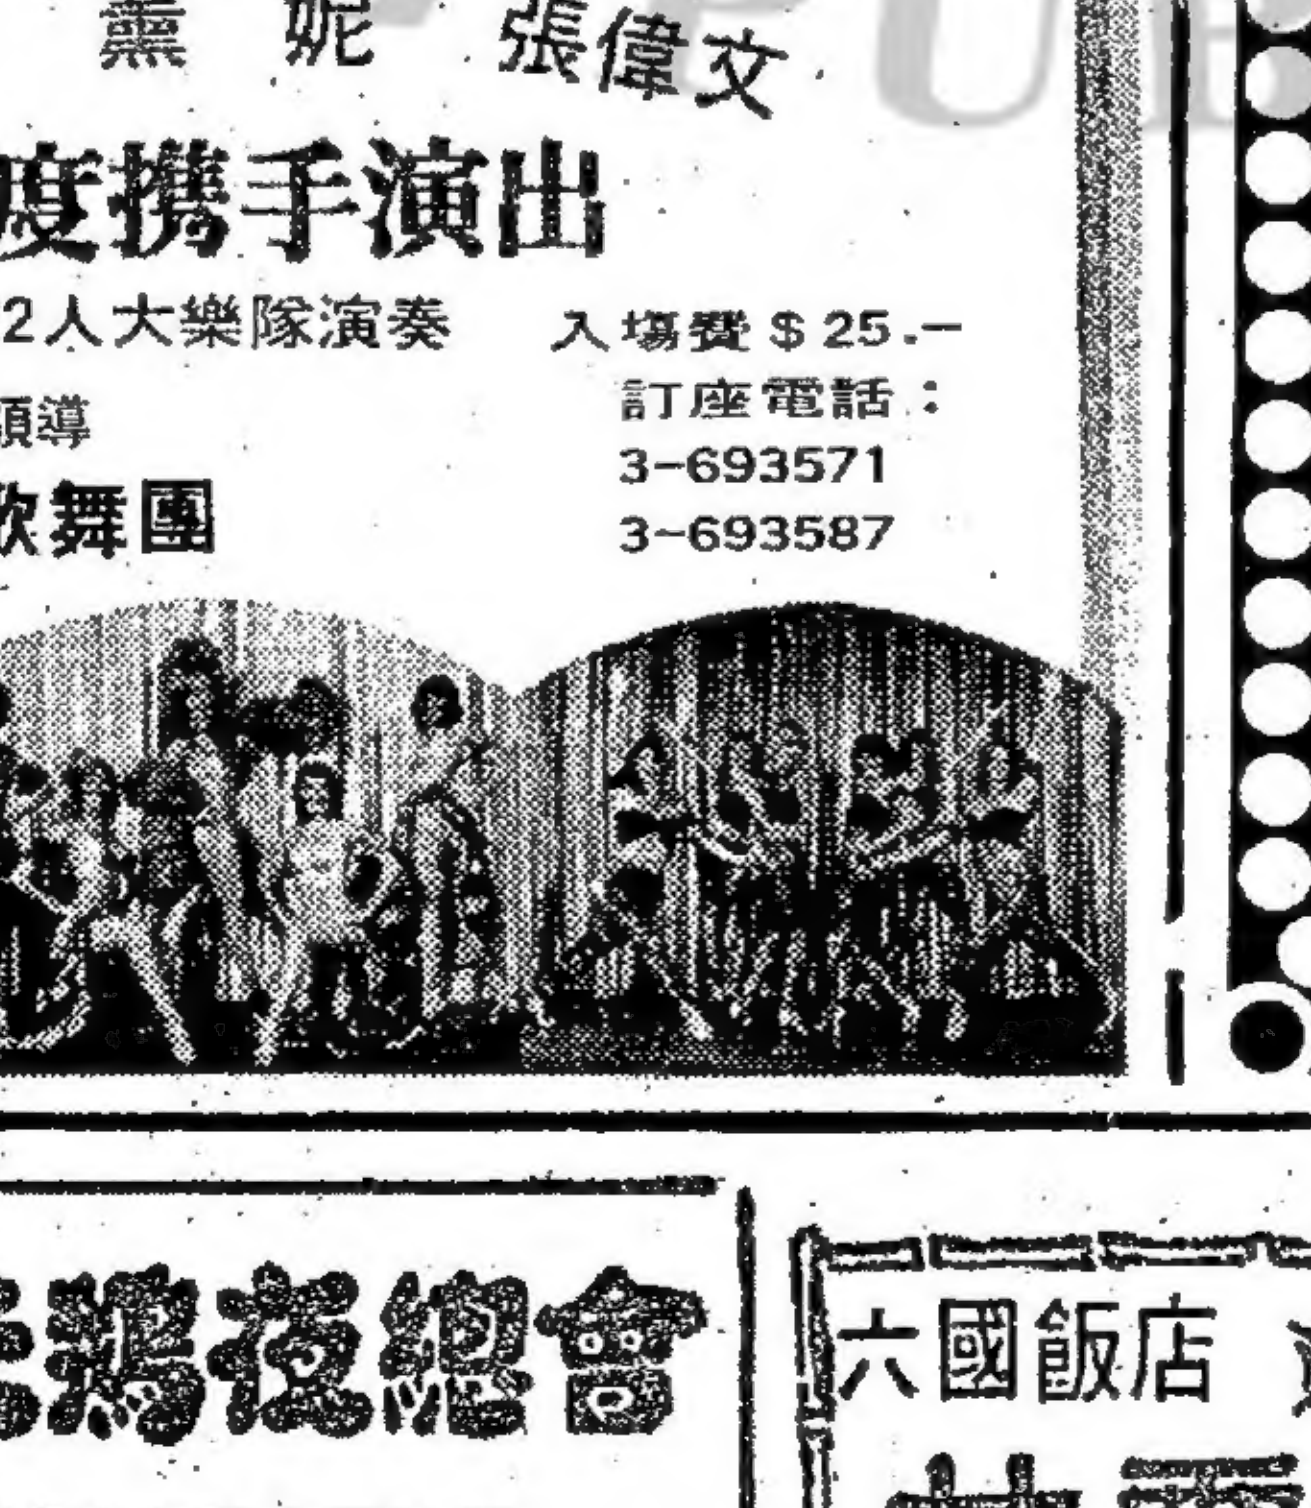 薰妮 張偉文
度携手演出
2人大樂隊演奏
入場費 $25.—
訂座電話：
3-693571
3-693587
領導
歌舞團
夜總會
六國飯店